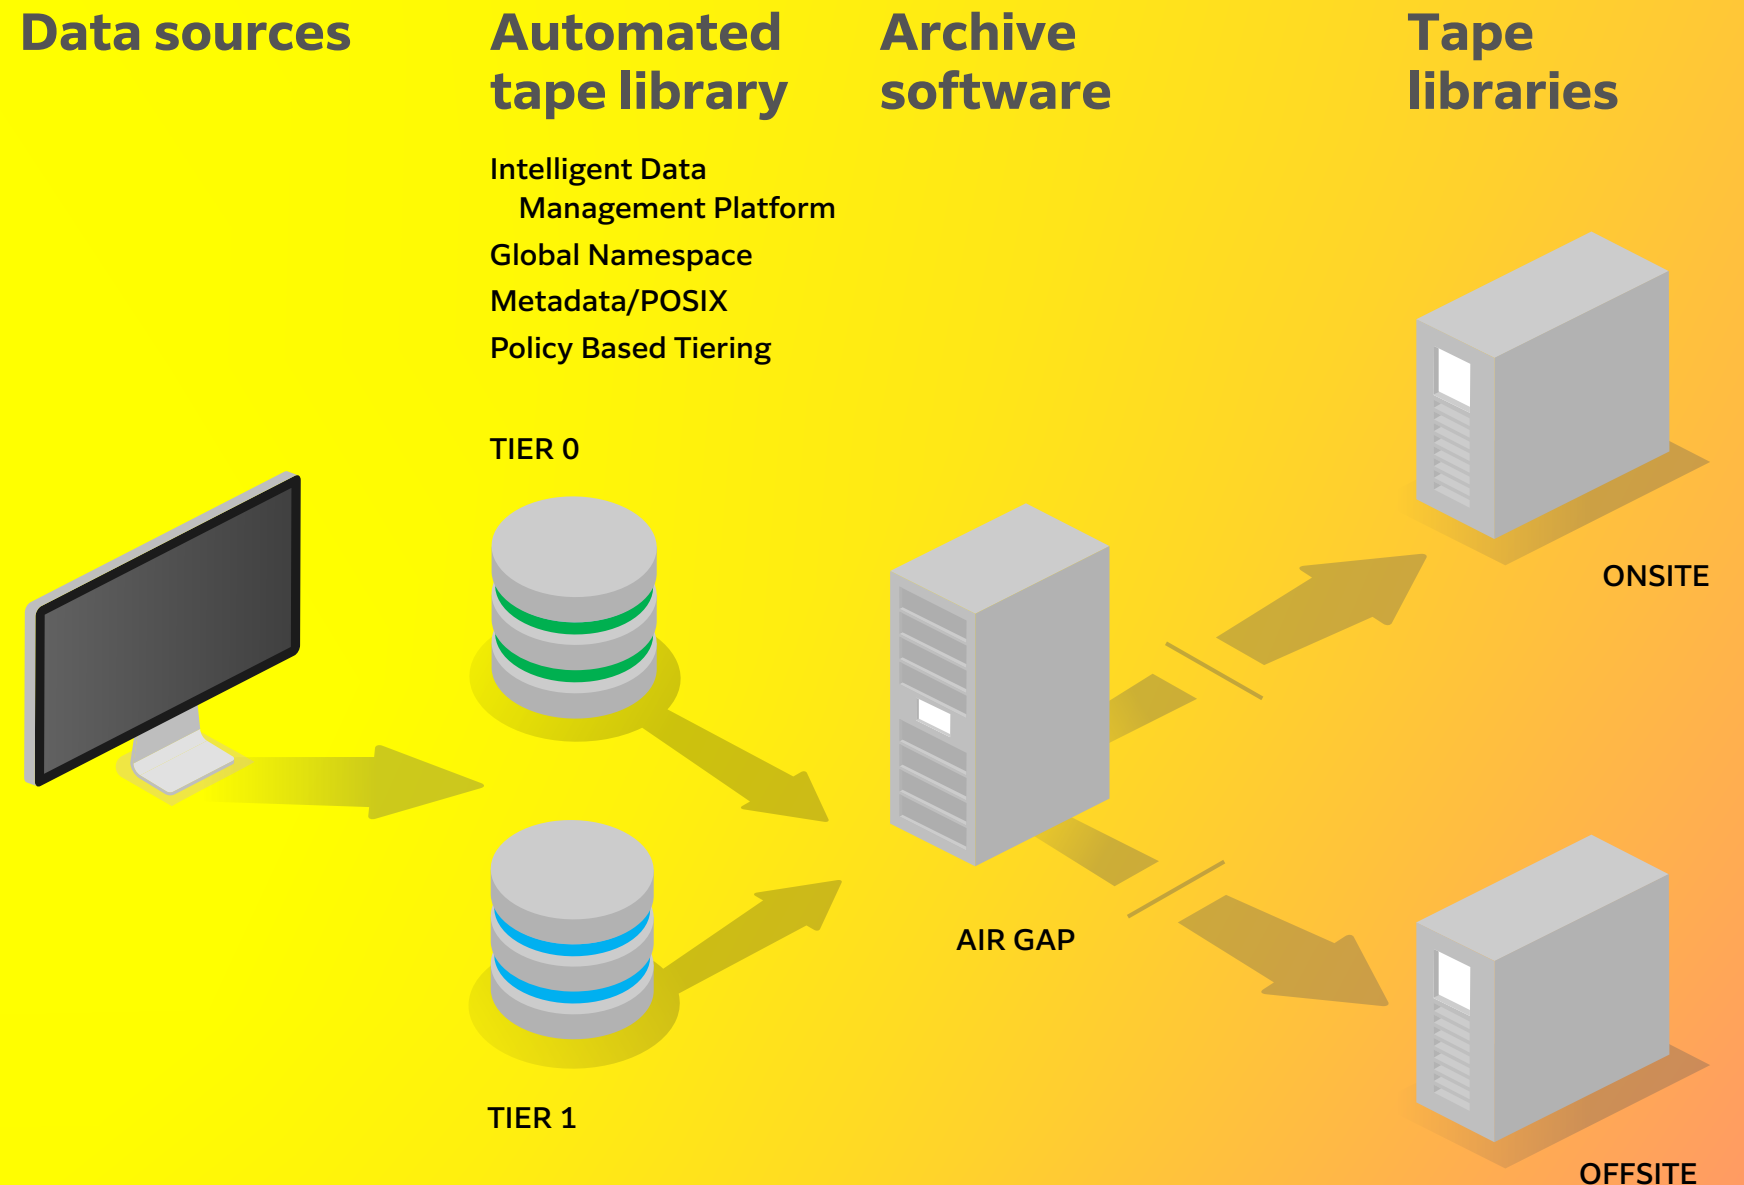 Data sources
Automated
tape library
Archive
software
Tape
libraries
Intelligent Data
Management Platform
Global Namespace
Metadata/POSIX
Policy Based Tiering
TIER 0
ONSITE
AIR GAP
TIER 1
OFFSITE